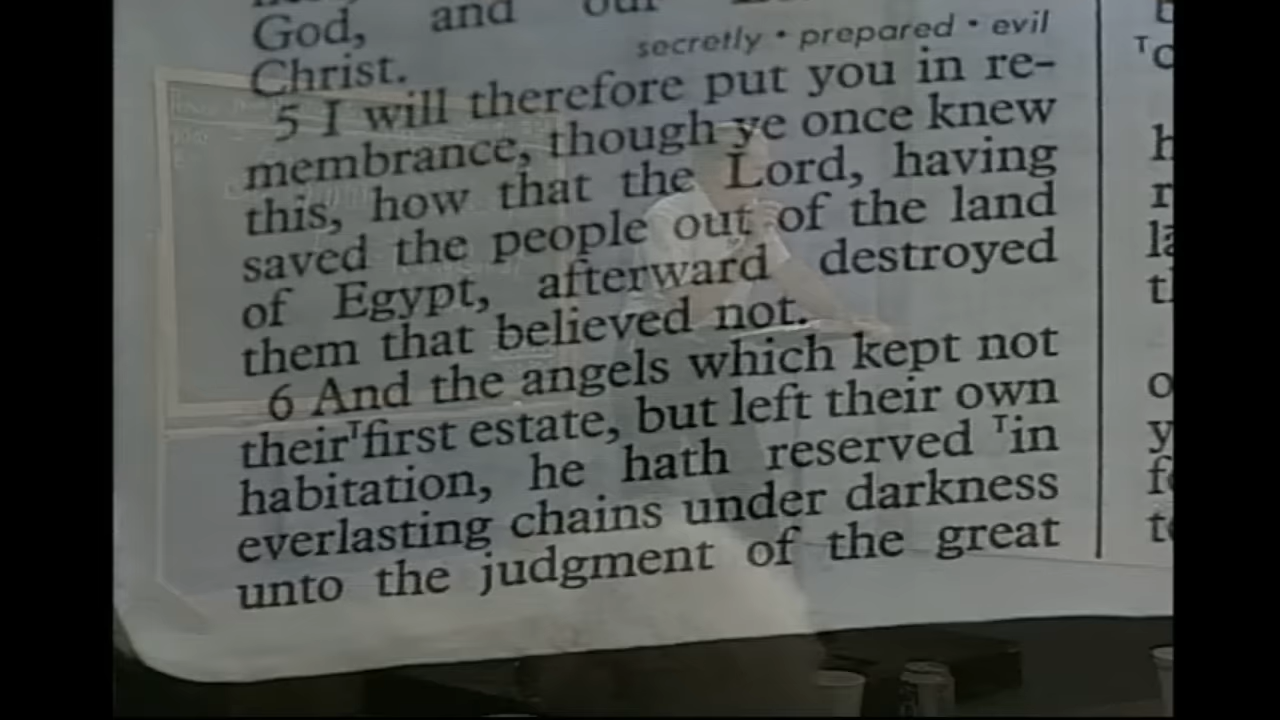 God, and our
Christ. secretly • prepared • evil
5 I will therefore put you in re-
membrance, though ye once knew
this, how that the Lord, having
saved the people out of the land
of Egypt, afterward destroyed
them that believed not.
6 And the angels which kept not
their ᵀfirst estate, but left their own
habitation, he hath reserved ᵀin
everlasting chains under darkness
unto the judgment of the great